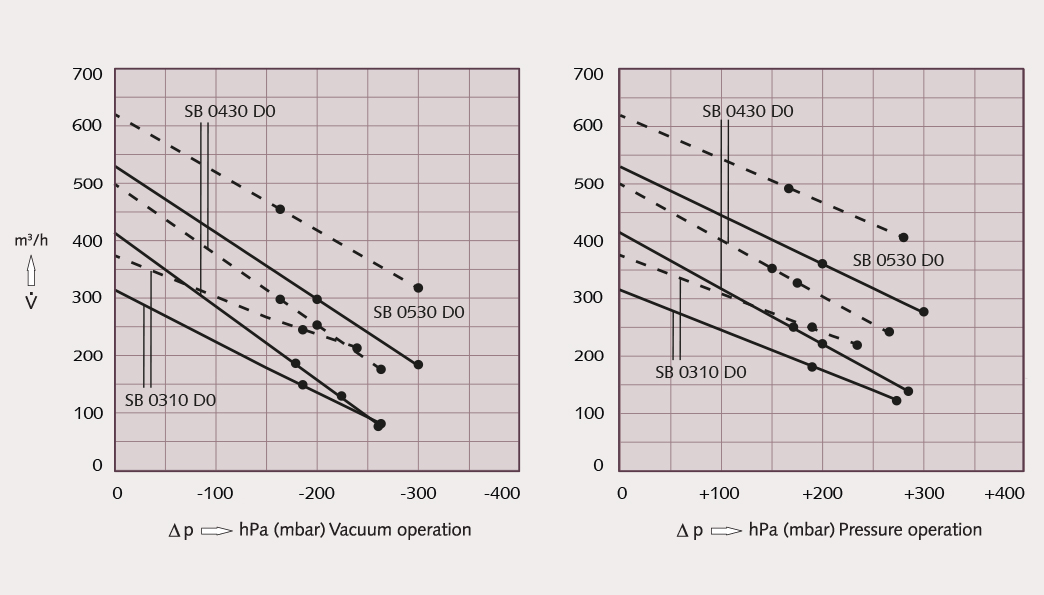 700
600
500
400
300
200
100
0
m³/h
V̇
SB 0430 D0
SB 0530 D0
SB 0310 D0
0 -100 -200 -300 -400
Δ p hPa (mbar) Vacuum operation
700
600
500
400
300
200
100
0
SB 0430 D0
SB 0530 D0
SB 0310 D0
0 +100 +200 +300 +400
Δ p hPa (mbar) Pressure operation